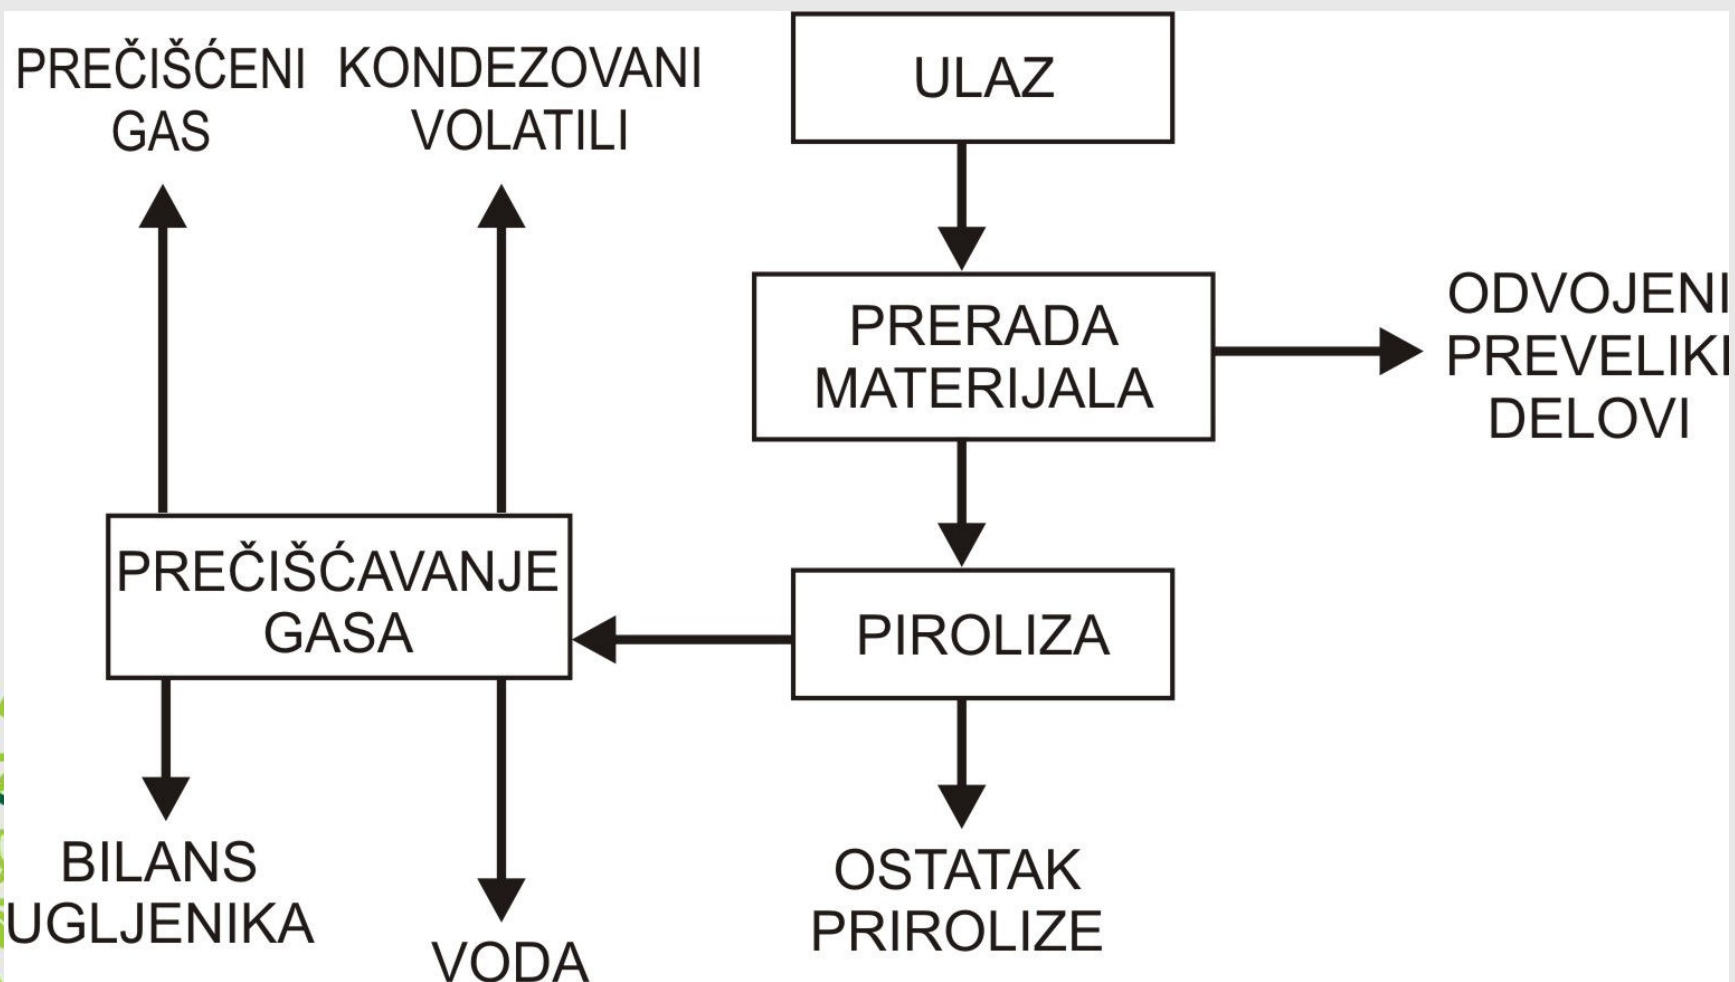 PREČIŠĆENI
GAS
KONDEZOVANI
VOLATILI
ULAZ
PRERADA
MATERIJALA
ODVOJENI
PREVELIKI
DELOVI
PREČIŠĆAVANJE
GASA
PIROLIZA
BILANS
UGLJENIKA
VODA
OSTATAK
PRIROLIZE